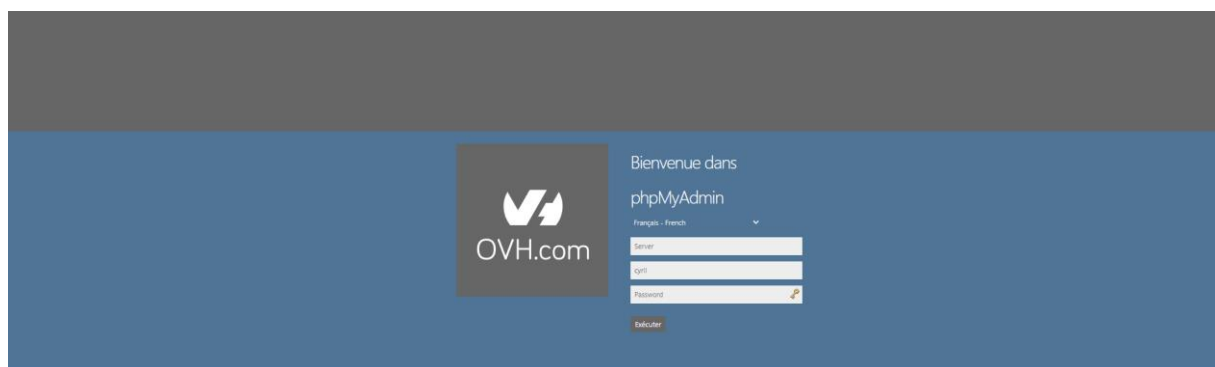 OVH.com
Bienvenue dans
phpMyAdmin
Français - French
Server
cyril
Password
Exécuter